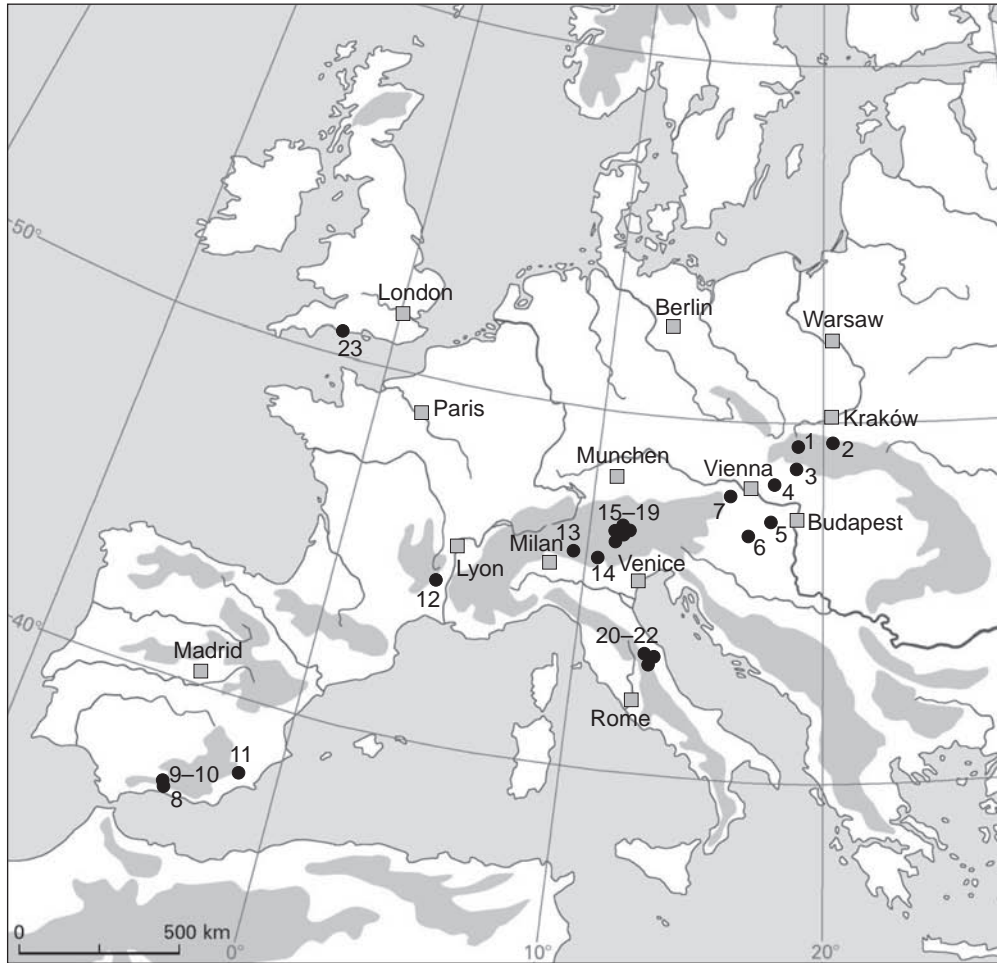 50°
London
23
Berlin
Warsaw
Paris
Kraków
1
2
Munchen
Vienna
3
4
7
15–19
5
Budapest
13
6
Milan
Lyon
14
Venice
12
40°
Madrid
20–22
Rome
11
9–10
8
0
500 km
0°
10°
20°